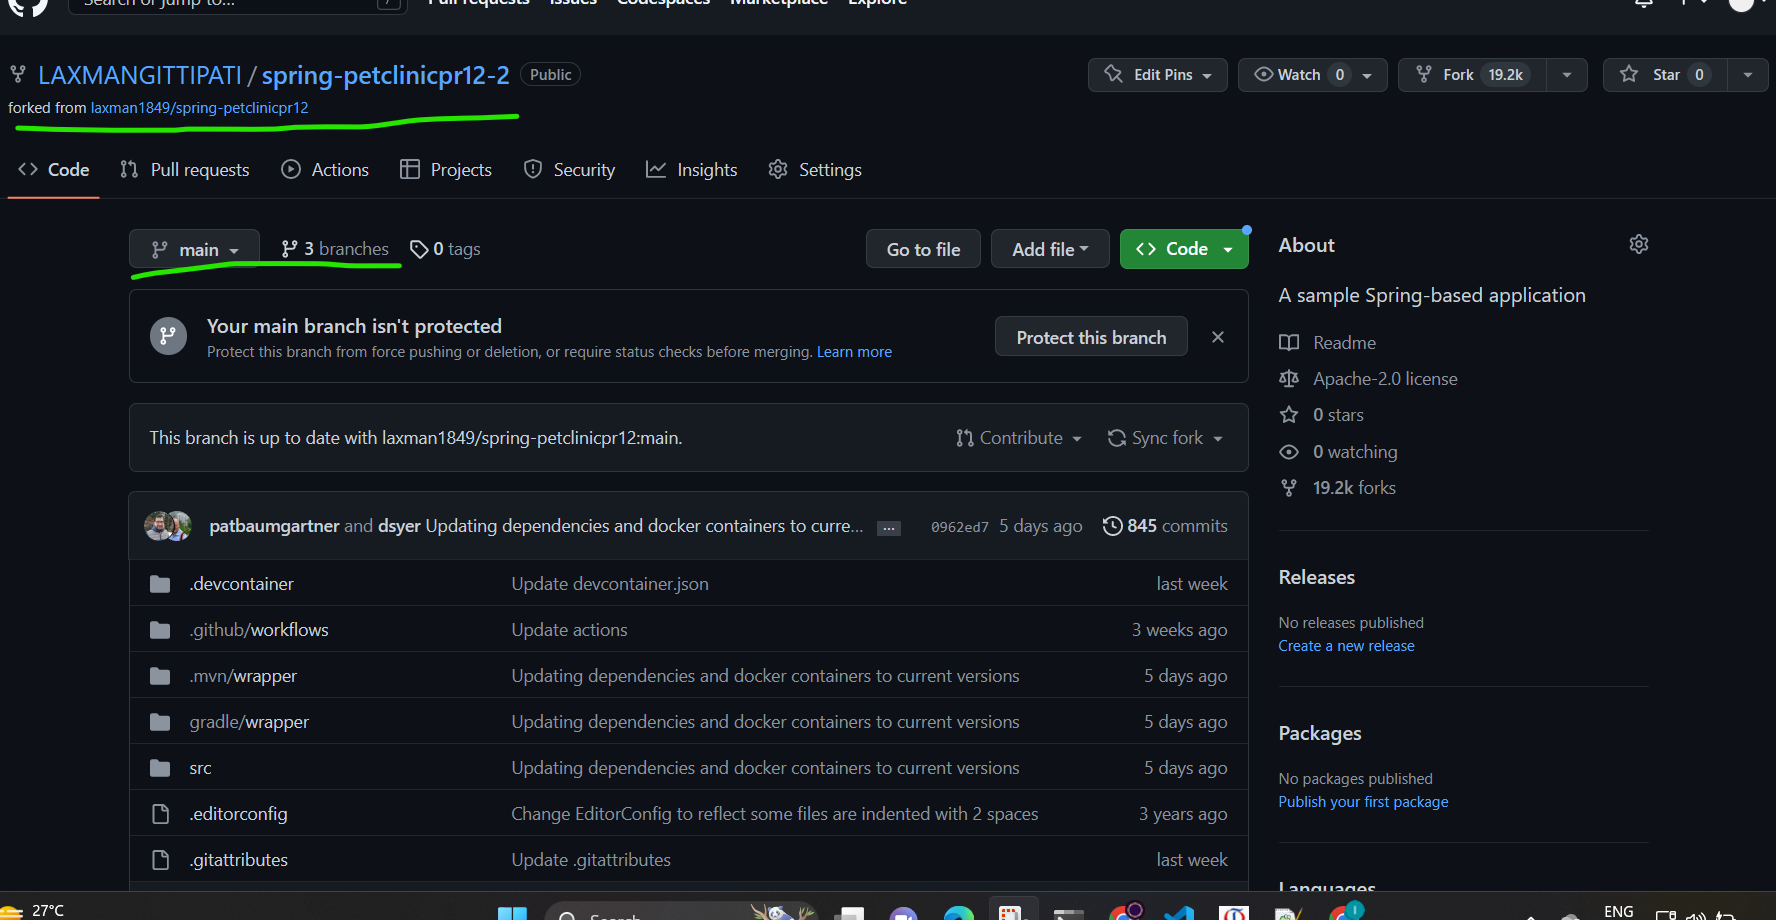 Search or jump to... /
Pull requests Issues Codespaces Marketplace Explore
LAXMANGITTIPATI / spring-petclinicpr12-2 Public
Edit Pins Watch 0 Fork 19.2k Star 0
forked from laxman1849/spring-petclinicpr12
Code Pull requests Actions Projects Security Insights Settings
main 3 branches 0 tags
Go to file Add file Code
Your main branch isn't protected
Protect this branch from force pushing or deletion, or require status checks before merging. Learn more
Protect this branch
This branch is up to date with laxman1849/spring-petclinicpr12:main.
Contribute Sync fork
patbaumgartner and dsyer Updating dependencies and docker containers to curre... ... 0962ed7 5 days ago 845 commits
.devcontainer Update devcontainer.json last week
.github/workflows Update actions 3 weeks ago
.mvn/wrapper Updating dependencies and docker containers to current versions 5 days ago
gradle/wrapper Updating dependencies and docker containers to current versions 5 days ago
src Updating dependencies and docker containers to current versions 5 days ago
.editorconfig Change EditorConfig to reflect some files are indented with 2 spaces 3 years ago
.gitattributes Update .gitattributes last week
About
A sample Spring-based application
Readme
Apache-2.0 license
0 stars
0 watching
19.2k forks
Releases
No releases published
Create a new release
Packages
No packages published
Publish your first package
Languages
27°C
Search
ENG